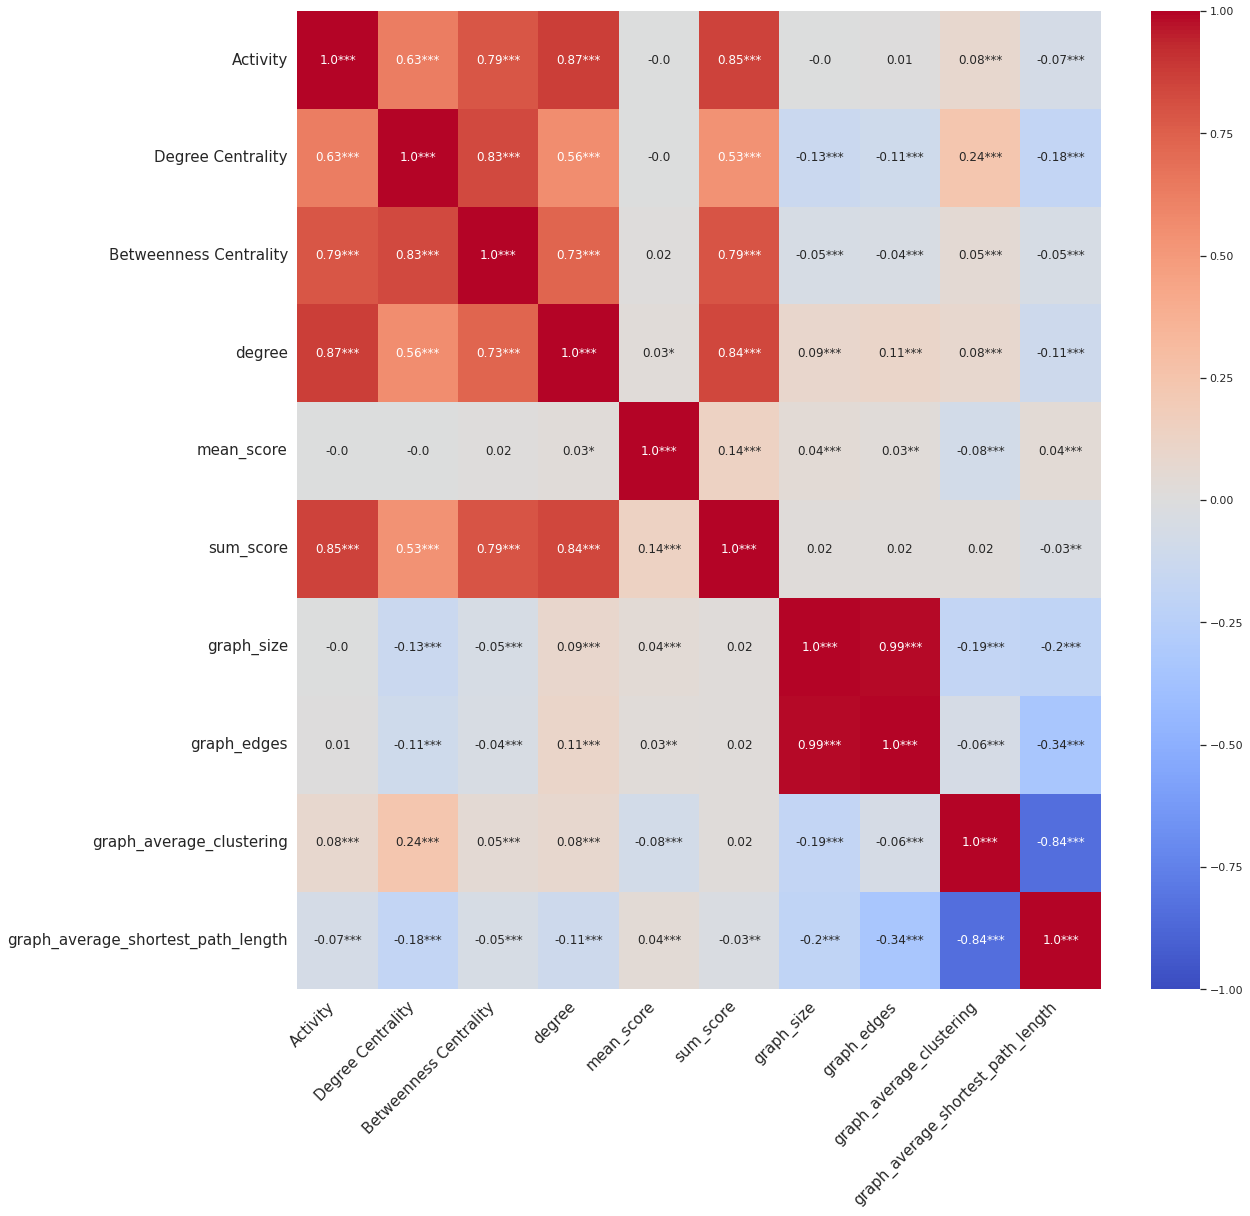 Activity 1.0*** 0.63*** 0.79*** 0.87*** -0.0 0.85*** -0.0 0.01 0.08*** -0.07***
Degree Centrality 0.63*** 1.0*** 0.83*** 0.56*** -0.0 0.53*** -0.13*** -0.11*** 0.24*** -0.18***
Betweenness Centrality 0.79*** 0.83*** 1.0*** 0.73*** 0.02 0.79*** -0.05*** -0.04*** 0.05*** -0.05***
degree 0.87*** 0.56*** 0.73*** 1.0*** 0.03* 0.84*** 0.09*** 0.11*** 0.08*** -0.11***
mean_score -0.0 -0.0 0.02 0.03* 1.0*** 0.14*** 0.04*** 0.03** -0.08*** 0.04***
sum_score 0.85*** 0.53*** 0.79*** 0.84*** 0.14*** 1.0*** 0.02 0.02 0.02 -0.03**
graph_size -0.0 -0.13*** -0.05*** 0.09*** 0.04*** 0.02 1.0*** 0.99*** -0.19*** -0.2***
graph_edges 0.01 -0.11*** -0.04*** 0.11*** 0.03** 0.02 0.99*** 1.0*** -0.06*** -0.34***
graph_average_clustering 0.08*** 0.24*** 0.05*** 0.08*** -0.08*** 0.02 -0.19*** -0.06*** 1.0*** -0.84***
graph_average_shortest_path_length -0.07*** -0.18*** -0.05*** -0.11*** 0.04*** -0.03** -0.2*** -0.34*** -0.84*** 1.0***
Activity
Degree Centrality
Betweenness Centrality
degree
mean_score
sum_score
graph_size
graph_edges
graph_average_clustering
graph_average_shortest_path_length
1.00
0.75
0.50
0.25
0.00
−0.25
−0.50
−0.75
−1.00